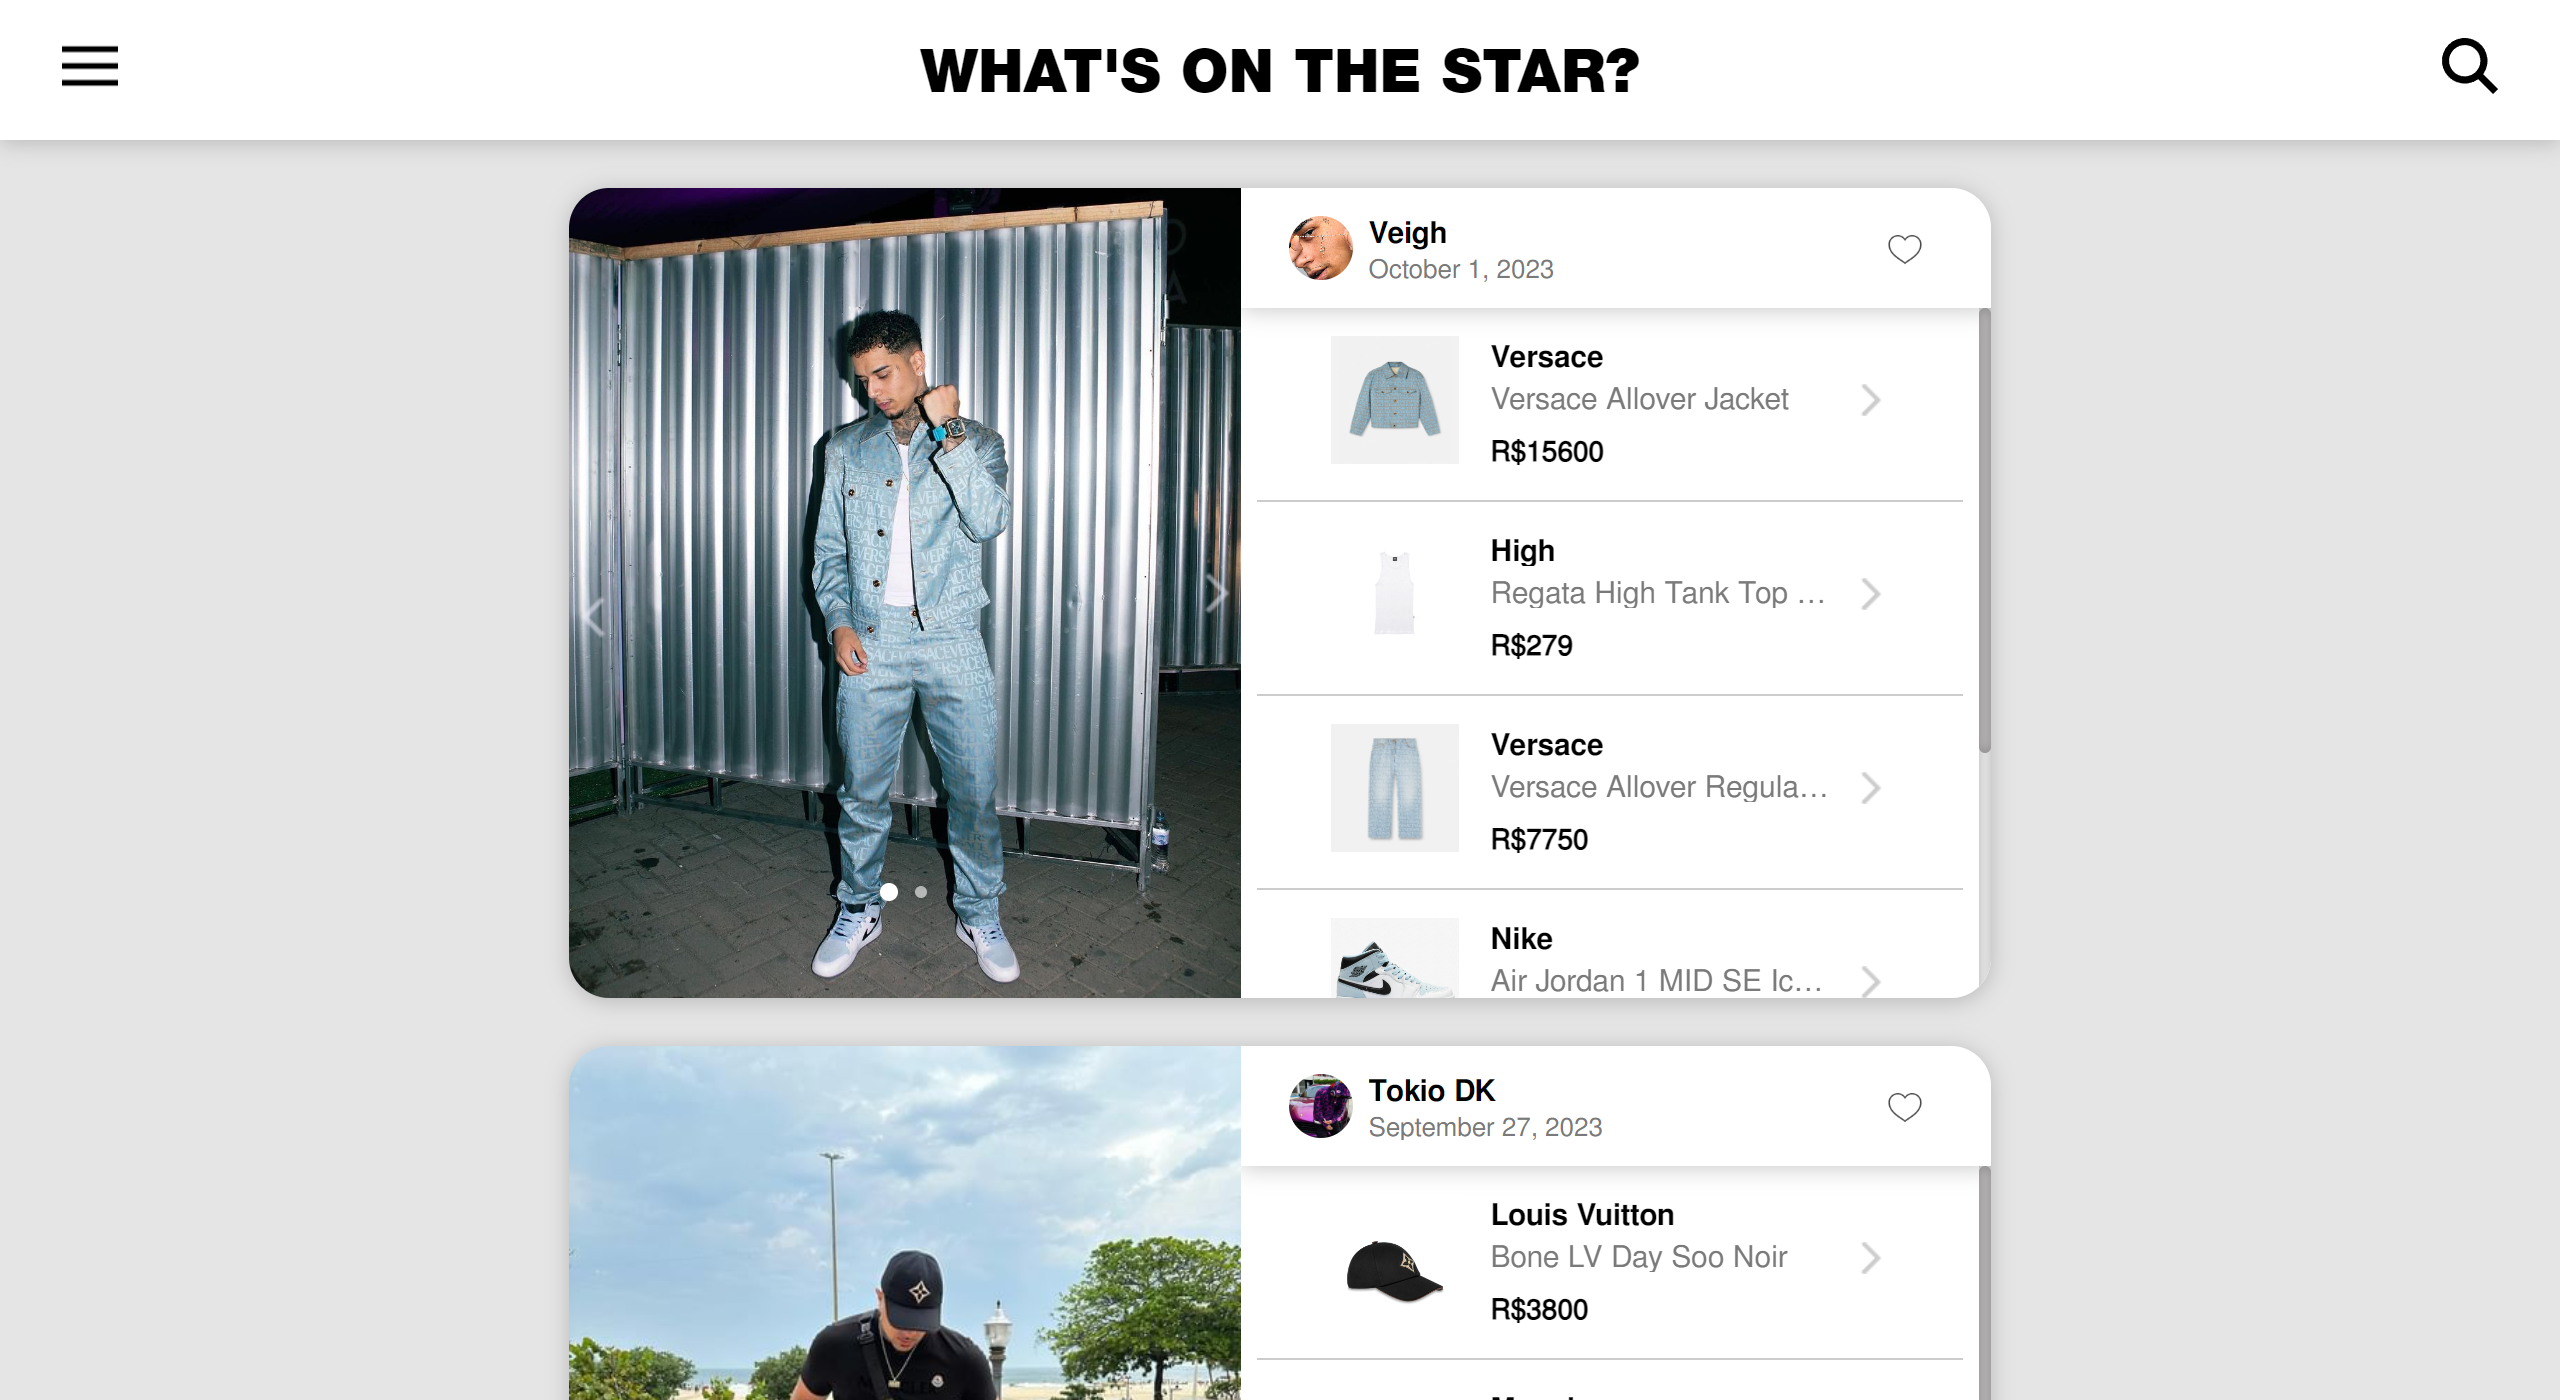 WHAT'S ON THE STAR?
Veigh
October 1, 2023
Versace
Versace Allover Jacket
R$15600
High
Regata High Tank Top …
R$279
Versace
Versace Allover Regula…
R$7750
Nike
Air Jordan 1 MID SE Ic…
Tokio DK
September 27, 2023
Louis Vuitton
Bone LV Day Soo Noir
R$3800